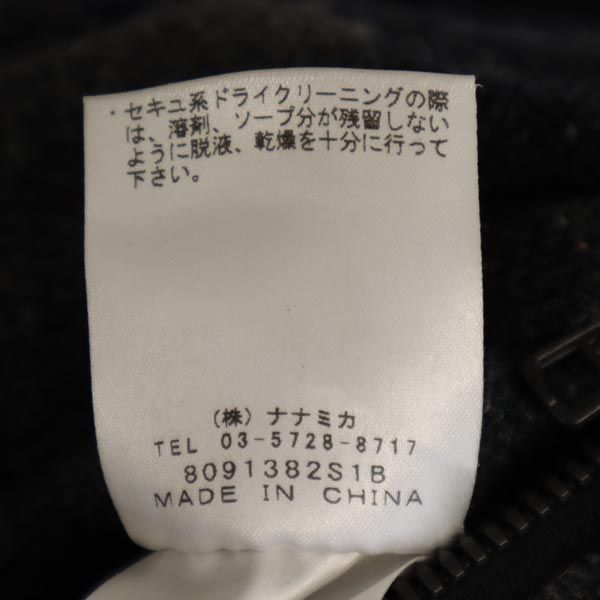 ・セキュ系ドライクリーニングの際
は、溶剤、ソープ分が残留しない
ように脱液、乾燥を十分に行って
下さい。
(株) ナナミカ
TEL 03-5728-8717
8091382S1B
MADE IN CHINA